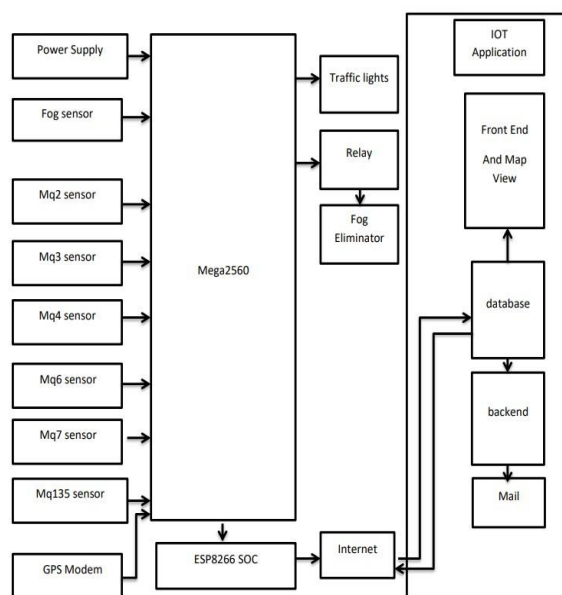 Power Supply
Fog sensor
Mq2 sensor
Mq3 sensor
Mq4 sensor
Mq6 sensor
Mq7 sensor
Mq135 sensor
GPS Modem
Mega2560
ESP8266 SOC
Traffic lights
Relay
Fog
Eliminator
Internet
IOT
Application
Front End
And Map
View
database
backend
Mail